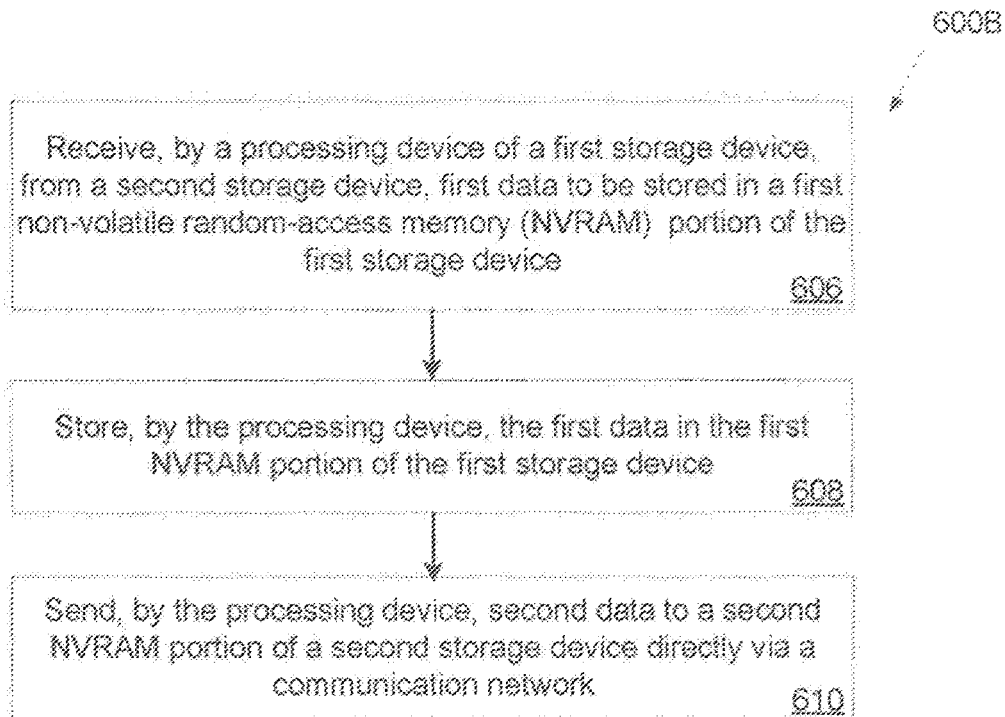 600B
Receive, by a processing device of a first storage device,
from a second storage device, first data to be stored in a first
non-volatile random-access memory (NVRAM) portion of the
first storage device
606
Store, by the processing device, the first data in the first
NVRAM portion of the first storage device
608
Send, by the processing device, second data to a second
NVRAM portion of a second storage device directly via a
communication network
610